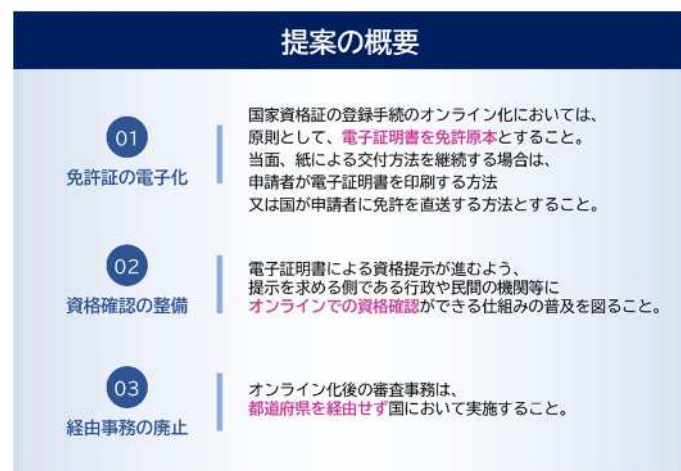 提案の概要
01
免許証の電子化
国家資格証の登録手続のオンライン化においては、
原則として、電子証明書を免許原本とすること。
当面、紙による交付方法を継続する場合は、
申請者が電子証明書を印刷する方法
又は国が申請者に免許を直送する方法とすること。
02
資格確認の整備
電子証明書による資格提示が進むよう、
提示を求める側である行政や民間の機関等に
オンラインでの資格確認ができる仕組みの普及を図ること。
03
経由事務の廃止
オンライン化後の審査事務は、
都道府県を経由せず国において実施すること。